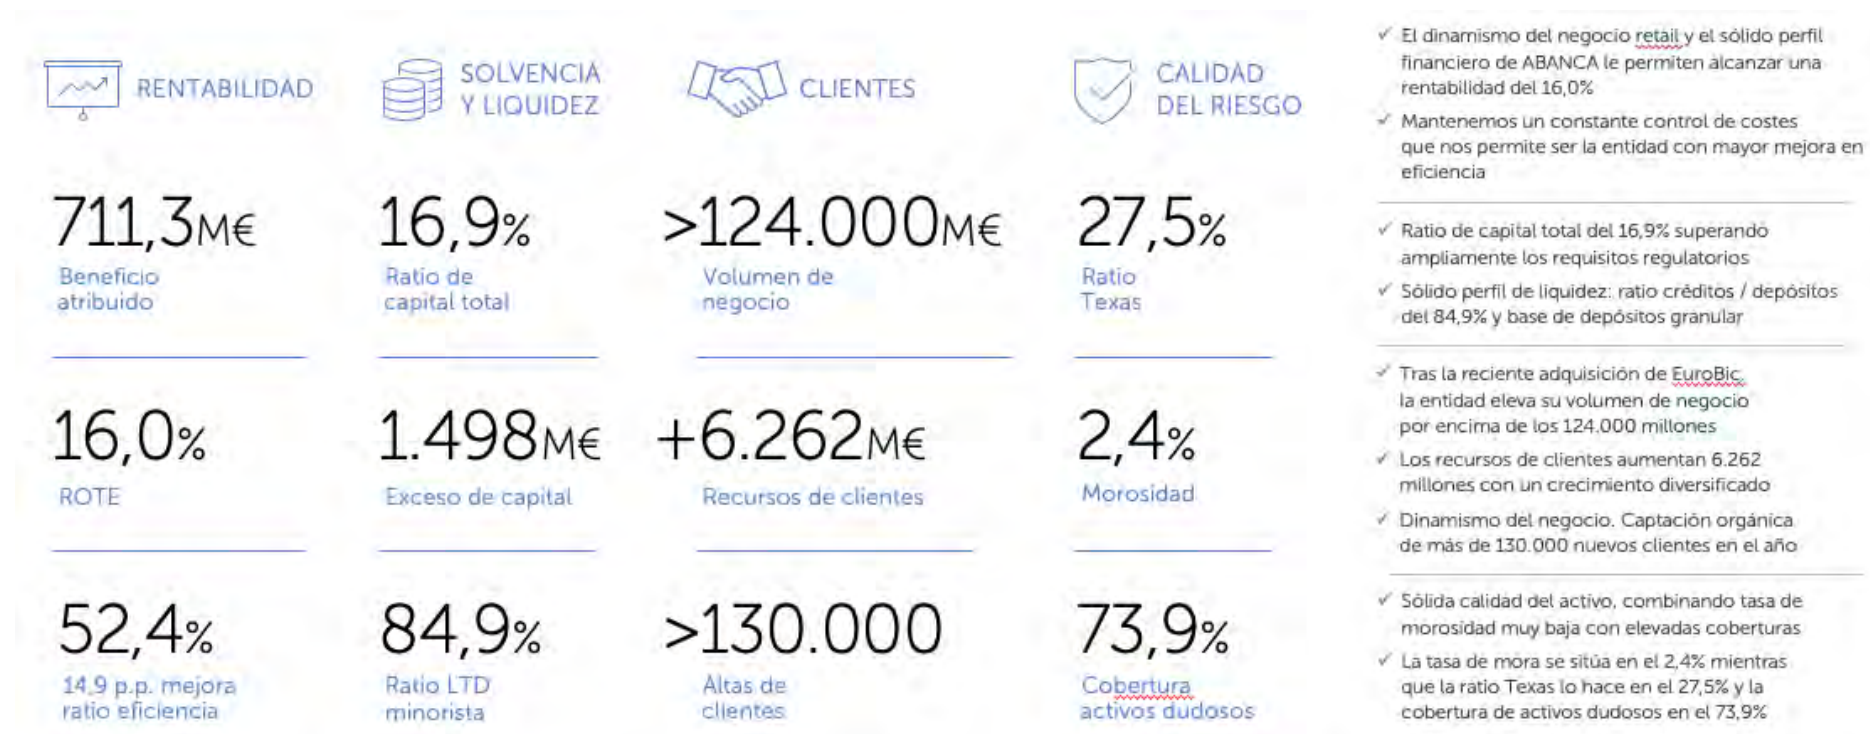 RENTABILIDAD
711,3M€
Beneficio
atribuido
16,0%
ROTE
52,4%
14,9 p.p. mejora
ratio eficiencia
SOLVENCIA
Y LIQUIDEZ
16,9%
Ratio de
capital total
1.498M€
Exceso de capital
84,9%
Ratio LTD
minorista
CLIENTES
>124.000M€
Volumen de
negocio
+6.262M€
Recursos de clientes
>130.000
Altas de
clientes
CALIDAD
DEL RIESGO
27,5%
Ratio
Texas
2,4%
Morosidad
73,9%
Cobertura
activos dudosos
✓ El dinamismo del negocio retail y el sólido perfil
financiero de ABANCA le permiten alcanzar una
rentabilidad del 16,0%
✓ Mantenemos un constante control de costes
que nos permite ser la entidad con mayor mejora en
eficiencia
✓ Ratio de capital total del 16,9% superando
ampliamente los requisitos regulatorios
✓ Sólido perfil de liquidez: ratio créditos / depósitos
del 84,9% y base de depósitos granular
✓ Tras la reciente adquisición de EuroBic,
la entidad eleva su volumen de negocio
por encima de los 124.000 millones
✓ Los recursos de clientes aumentan 6.262
millones con un crecimiento diversificado
✓ Dinamismo del negocio. Captación orgánica
de más de 130.000 nuevos clientes en el año
✓ Sólida calidad del activo, combinando tasa de
morosidad muy baja con elevadas coberturas
✓ La tasa de mora se sitúa en el 2,4% mientras
que la ratio Texas lo hace en el 27,5% y la
cobertura de activos dudosos en el 73,9%